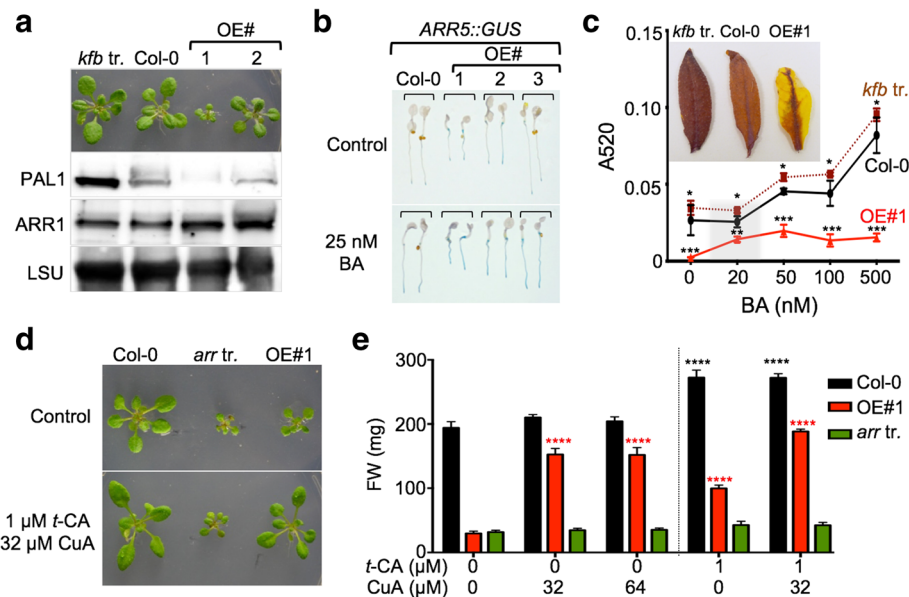 a
OE#
kfb tr. Col-0 1 2
PAL1
ARR1
LSU
b
ARR5::GUS
OE#
Col-0 1 2 3
Control
25 nM
BA
c
kfb tr. Col-0 OE#1
0.15
0.10
0.05
0
A520
* * * * *
kfb tr.
Col-0
OE#1
*** ** *** *** ***
0 20 50 100 500
BA (nM)
d
Col-0 arr tr. OE#1
Control
1 µM t-CA
32 µM CuA
e
300
200
100
0
FW (mg)
**** **** **** **** **** ****
Col-0
OE#1
arr tr.
t-CA (µM) 0 0 0 1 1
CuA (µM) 0 32 64 0 32